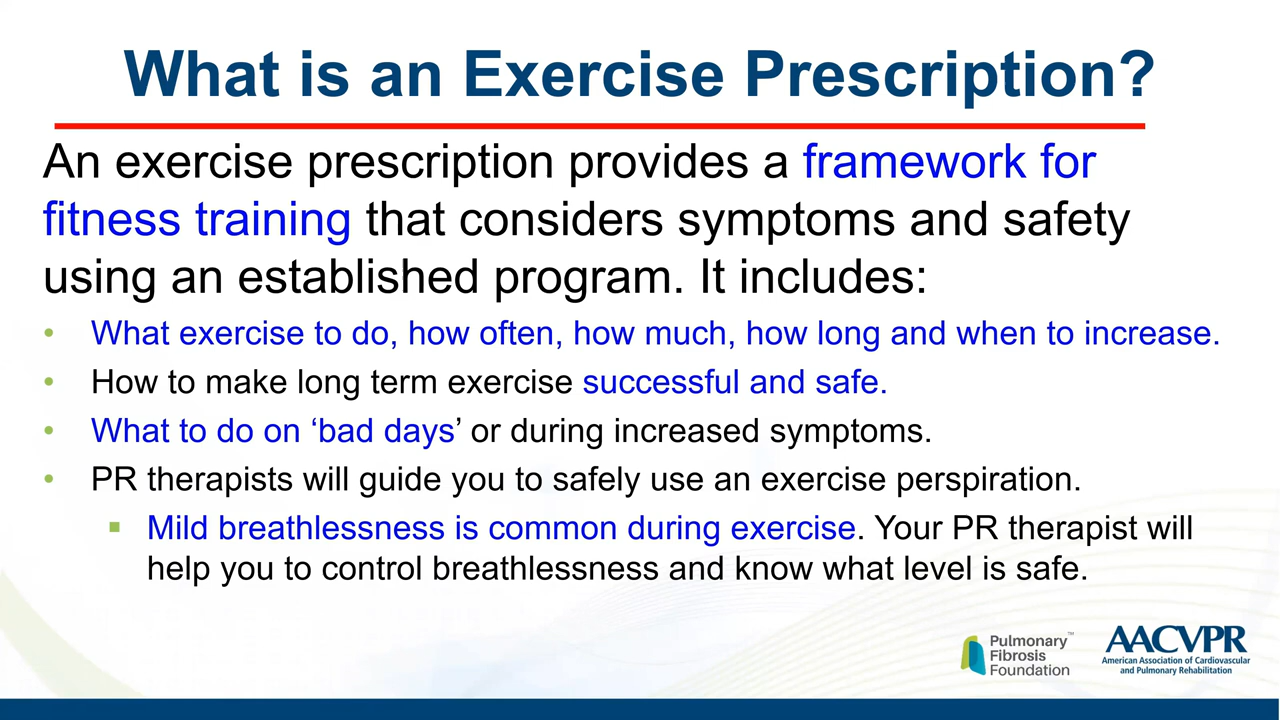 What is an Exercise Prescription?
An exercise prescription provides a framework for
fitness training that considers symptoms and safety
using an established program. It includes:
• What exercise to do, how often, how much, how long and when to increase.
• How to make long term exercise successful and safe.
• What to do on ‘bad days’ or during increased symptoms.
• PR therapists will guide you to safely use an exercise perspiration.
▪ Mild breathlessness is common during exercise. Your PR therapist will
help you to control breathlessness and know what level is safe.
Pulmonary™
Fibrosis
Foundation
AACVPR
American Association of Cardiovascular
and Pulmonary Rehabilitation